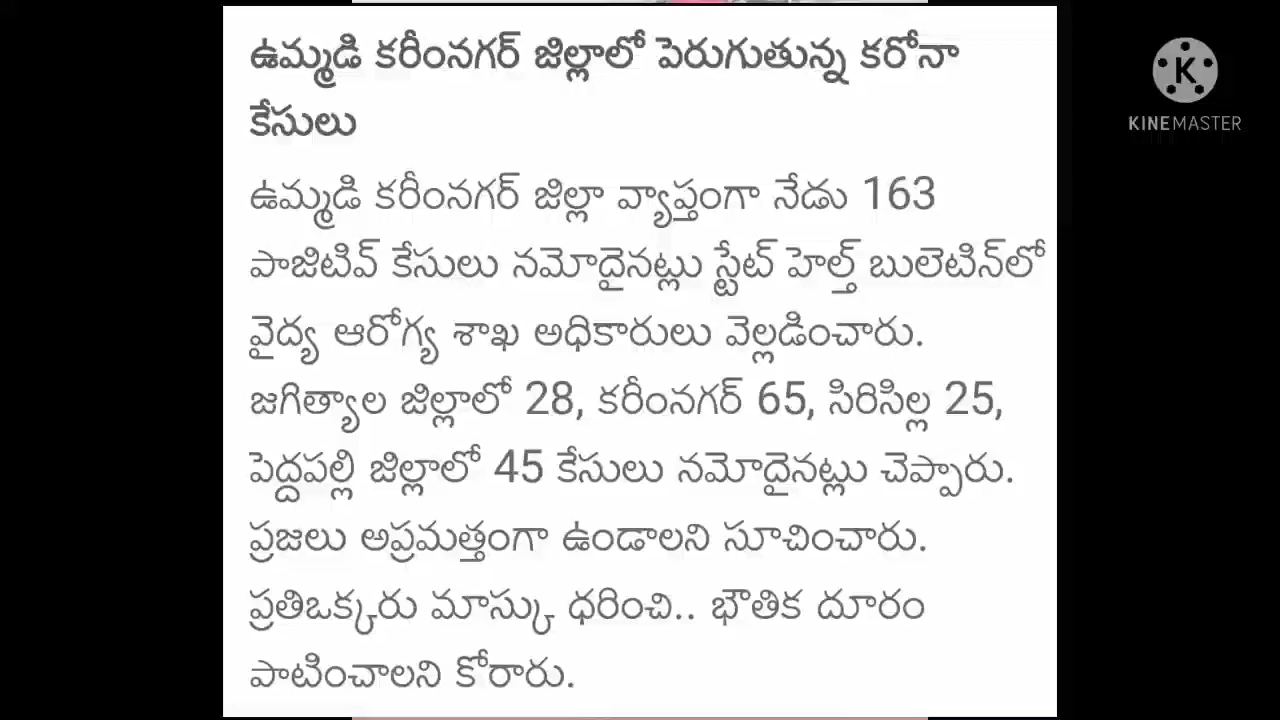 ఉమ్మడి కరీంనగర్ జిల్లాలో పెరుగుతున్న కరోనా
కేసులు
ఉమ్మడి కరీంనగర్ జిల్లా వ్యాప్తంగా నేడు 163
పాజిటివ్ కేసులు నమోదైనట్లు స్టేట్ హెల్త్ బులెటిన్‌లో
వైద్య ఆరోగ్య శాఖ అధికారులు వెల్లడించారు.
జగిత్యాల జిల్లాలో 28, కరీంనగర్ 65, సిరిసిల్ల 25,
పెద్దపల్లి జిల్లాలో 45 కేసులు నమోదైనట్లు చెప్పారు.
ప్రజలు అప్రమత్తంగా ఉండాలని సూచించారు.
ప్రతిఒక్కరు మాస్కు ధరించి.. భౌతిక దూరం
పాటించాలని కోరారు.
K
KINEMASTER